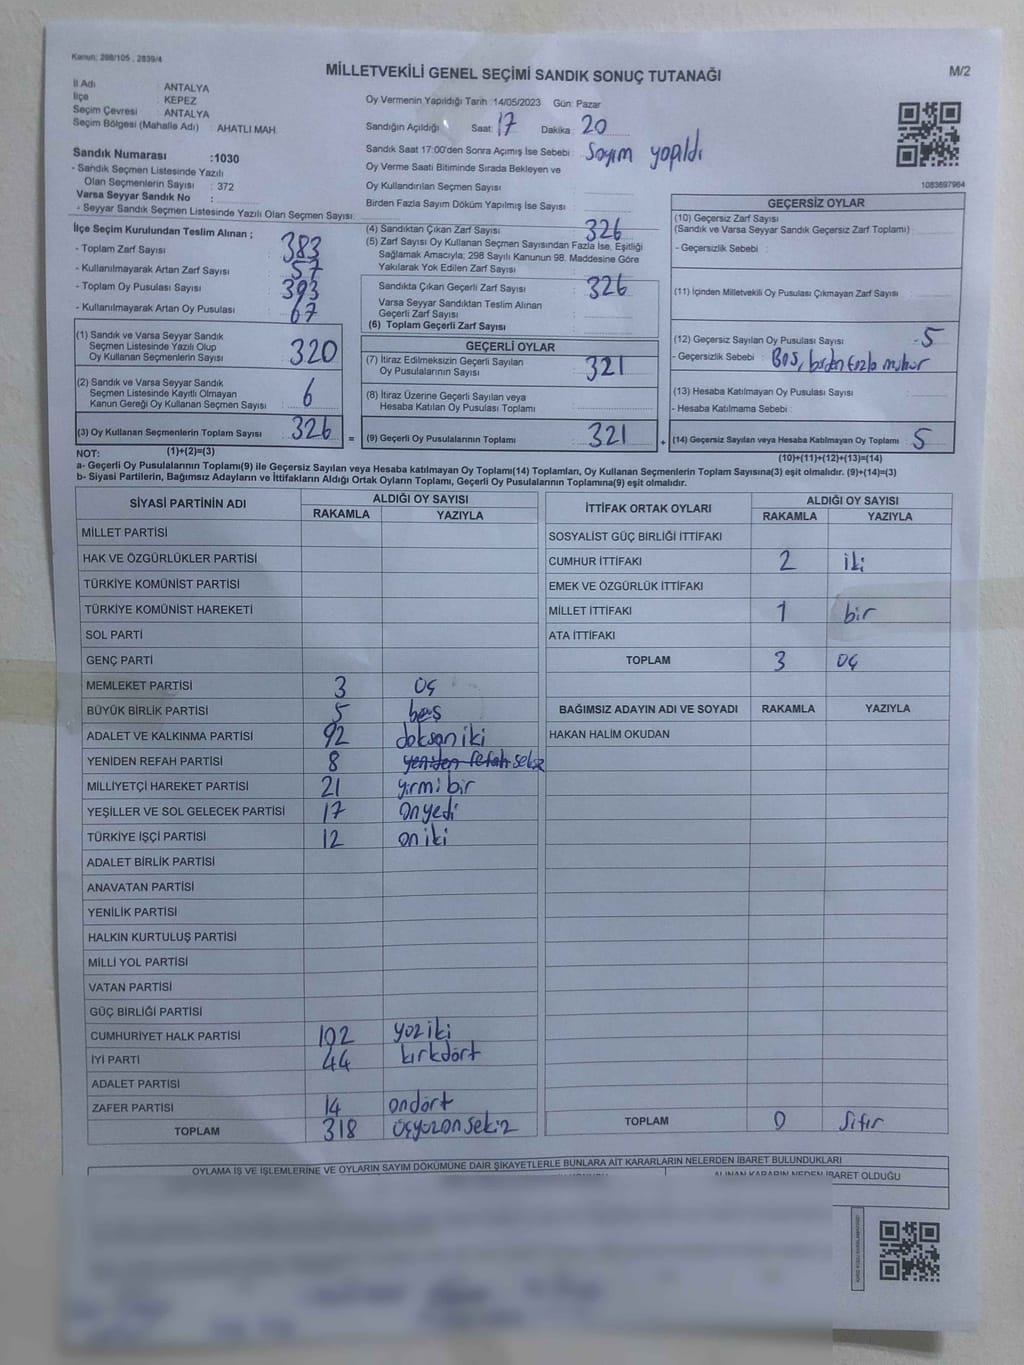 Kanun: 298/105 , 2839/4
MİLLETVEKİLİ GENEL SEÇİMİ SANDIK SONUÇ TUTANAĞI
M/2
İl Adı : ANTALYA
İlçe : KEPEZ
Seçim Çevresi : ANTALYA
Seçim Bölgesi (Mahalle Adı) : AHATLI MAH.
Sandık Numarası :1030
- Sandık Seçmen Listesinde Yazılı
Olan Seçmenlerin Sayısı : 372
Varsa Seyyar Sandık No :
- Seyyar Sandık Seçmen Listesinde Yazılı Olan Seçmen Sayısı:
Oy Vermenin Yapıldığı Tarih :14/05/2023 Gün: Pazar
Sandığın Açıldığı Saat: 17 Dakika: 20
Sandık Saat 17:00'den Sonra Açımış İse Sebebi : Sayım yapıldı
Oy Verme Saati Bitiminde Sırada Bekleyen ve
Oy Kullandırılan Seçmen Sayısı :
Birden Fazla Sayım Döküm Yapılmış İse Sayısı :
1083697964
İlçe Seçim Kurulundan Teslim Alınan ;
- Toplam Zarf Sayısı : 383
- Kullanılmayarak Artan Zarf Sayısı : 57
- Toplam Oy Pusulası Sayısı : 393
- Kullanılmayarak Artan Oy Pusulası : 67
(1) Sandık ve Varsa Seyyar Sandık
Seçmen Listesinde Yazılı Olup
Oy Kullanan Seçmenlerin Sayısı : 320
(2) Sandık ve Varsa Seyyar Sandık
Seçmen Listesinde Kayıtlı Olmayan
Kanun Gereği Oy Kullanan Seçmen Sayısı : 6
(3) Oy Kullanan Seçmenlerin Toplam Sayısı : 326
(1)+(2)=(3)
(4) Sandıktan Çıkan Zarf Sayısı : 326
(5) Zarf Sayısı Oy Kullanan Seçmen Sayısından Fazla İse, Eşitliği
Sağlamak Amacıyla; 298 Sayılı Kanunun 98. Maddesine Göre
Yakılarak Yok Edilen Zarf Sayısı :
Sandıkta Çıkan Geçerli Zarf Sayısı : 326
Varsa Seyyar Sandıktan Teslim Alınan
Geçerli Zarf Sayısı :
(6) Toplam Geçerli Zarf Sayısı :
GEÇERLİ OYLAR
(7) İtiraz Edilmeksizin Geçerli Sayılan
Oy Pusulalarının Sayısı : 321
(8) İtiraz Üzerine Geçerli Sayılan veya
Hesaba Katılan Oy Pusulası Toplamı :
= (9) Geçerli Oy Pusulalarının Toplamı : 321
GEÇERSİZ OYLAR
(10) Geçersiz Zarf Sayısı
(Sandık ve Varsa Seyyar Sandık Geçersiz Zarf Toplamı) :
- Geçersizlik Sebebi :
(11) İçinden Milletvekili Oy Pusulası Çıkmayan Zarf Sayısı :
(12) Geçersiz Sayılan Oy Pusulası Sayısı : 5
- Geçersizlik Sebebi : Boş, birden fazla mühür
(13) Hesaba Katılmayan Oy Pusulası Sayısı :
- Hesaba Katılmama Sebebi :
+ (14) Geçersiz Sayılan veya Hesaba Katılmayan Oy Toplamı : 5
(10)+(11)+(12)+(13)=(14)
NOT:
a- Geçerli Oy Pusulalarının Toplamı(9) ile Geçersiz Sayılan veya Hesaba katılmayan Oy Toplamı(14) Toplamları, Oy Kullanan Seçmenlerin Toplam Sayısına(3) eşit olmalıdır. (9)+(14)=(3)
b- Siyasi Partilerin, Bağımsız Adayların ve İttifakların Aldığı Ortak Oyların Toplamı, Geçerli Oy Pusulalarının Toplamına(9) eşit olmalıdır.
SİYASİ PARTİNİN ADI ALDIĞI OY SAYISI
RAKAMLA YAZIYLA
MİLLET PARTİSİ
HAK VE ÖZGÜRLÜKLER PARTİSİ
TÜRKİYE KOMÜNİST PARTİSİ
TÜRKİYE KOMÜNİST HAREKETİ
SOL PARTİ
GENÇ PARTİ
MEMLEKET PARTİSİ 3 üç
BÜYÜK BİRLİK PARTİSİ 5 beş
ADALET VE KALKINMA PARTİSİ 92 doksan iki
YENİDEN REFAH PARTİSİ 8 yeniden refah sekiz
MİLLİYETÇİ HAREKET PARTİSİ 21 yirmi bir
YEŞİLLER VE SOL GELECEK PARTİSİ 17 onyedi
TÜRKİYE İŞÇİ PARTİSİ 12 on iki
ADALET BİRLİK PARTİSİ
ANAVATAN PARTİSİ
YENİLİK PARTİSİ
HALKIN KURTULUŞ PARTİSİ
MİLLİ YOL PARTİSİ
VATAN PARTİSİ
GÜÇ BİRLİĞİ PARTİSİ
CUMHURİYET HALK PARTİSİ 102 yüz iki
İYİ PARTİ 44 kırkdört
ADALET PARTİSİ
ZAFER PARTİSİ 14 ondört
TOPLAM 318 üçyüzonsekiz
İTTİFAK ORTAK OYLARI ALDIĞI OY SAYISI
RAKAMLA YAZIYLA
SOSYALİST GÜÇ BİRLİĞİ İTTİFAKI
CUMHUR İTTİFAKI 2 iki
EMEK VE ÖZGÜRLÜK İTTİFAKI
MİLLET İTTİFAKI 1 bir
ATA İTTİFAKI
TOPLAM 3 üç
BAĞIMSIZ ADAYIN ADI VE SOYADI RAKAMLA YAZIYLA
HAKAN HALİM OKUDAN
TOPLAM 0 Sıfır
OYLAMA İŞ VE İŞLEMLERİNE VE OYLARIN SAYIM DÖKÜMÜNE DAİR ŞİKAYETLERLE BUNLARA AİT KARARLARIN NELERDEN İBARET BULUNDUKLARI
ALINAN KARARIN NEDEN İBARET OLDUĞU